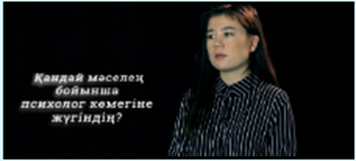 Қандай мәселең
бойынша
психолог көмегіне
жүгіндің?